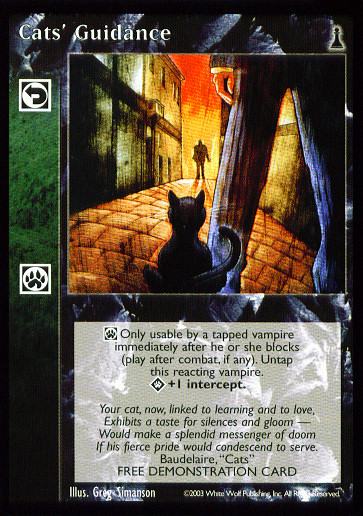 Cats' Guidance
Only usable by a tapped vampire
immediately after he or she blocks
(play after combat, if any). Untap
this reacting vampire.
+1 intercept.
Your cat, now, linked to learning and to love,
Exhibits a taste for silences and gloom —
Would make a splendid messenger of doom
If his fierce pride would condescend to serve.
Baudelaire, "Cats"
FREE DEMONSTRATION CARD
Illus. Greg Simanson
©2003 White Wolf Publishing, Inc. All Rights Reserved.